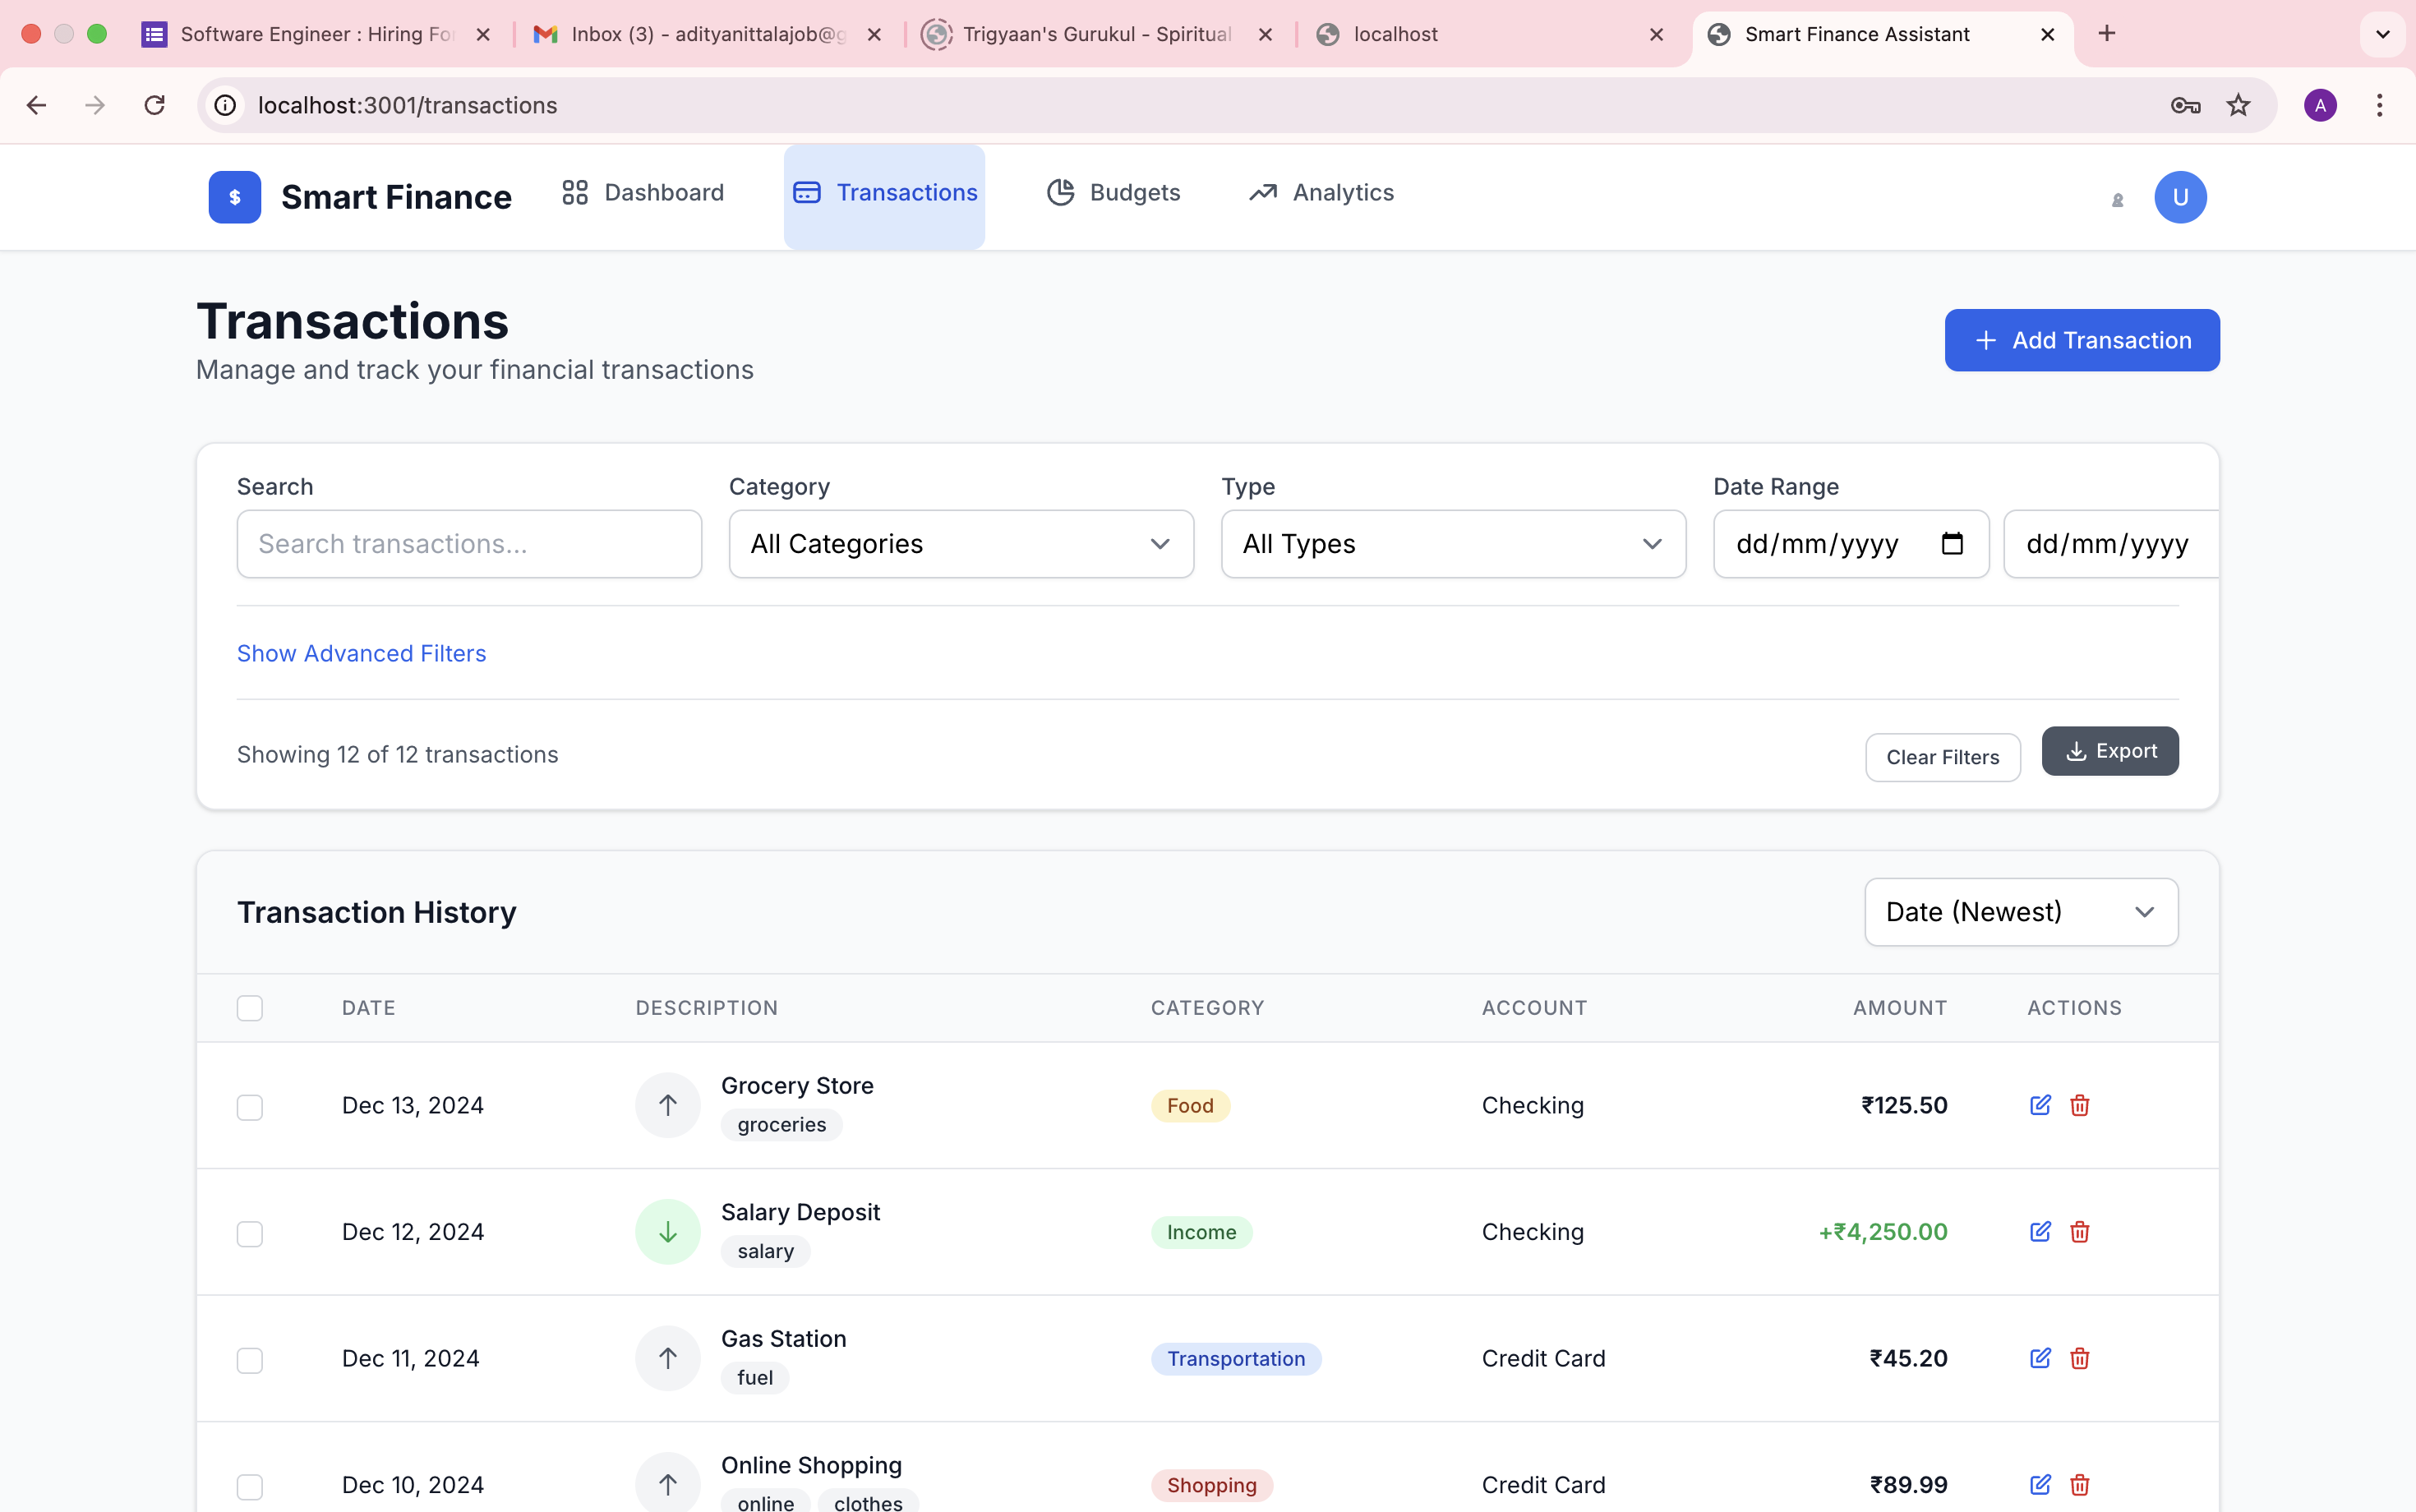 Software Engineer : Hiring Fo
Inbox (3) - adityanittalajob@g
Trigyaan's Gurukul - Spiritual
localhost
Smart Finance Assistant
localhost:3001/transactions
A
$
Smart Finance
Dashboard
Transactions
Budgets
Analytics
U
Transactions
Manage and track your financial transactions
+ Add Transaction
Search
Category
Type
Date Range
Search transactions...
All Categories
All Types
dd/mm/yyyy
dd/mm/yyyy
Show Advanced Filters
Showing 12 of 12 transactions
Clear Filters
Export
Transaction History
Date (Newest)
DATE DESCRIPTION CATEGORY ACCOUNT AMOUNT ACTIONS
Dec 13, 2024 Grocery Store Food Checking ₹125.50
groceries
Dec 12, 2024 Salary Deposit Income Checking +₹4,250.00
salary
Dec 11, 2024 Gas Station Transportation Credit Card ₹45.20
fuel
Dec 10, 2024 Online Shopping Shopping Credit Card ₹89.99
online clothes